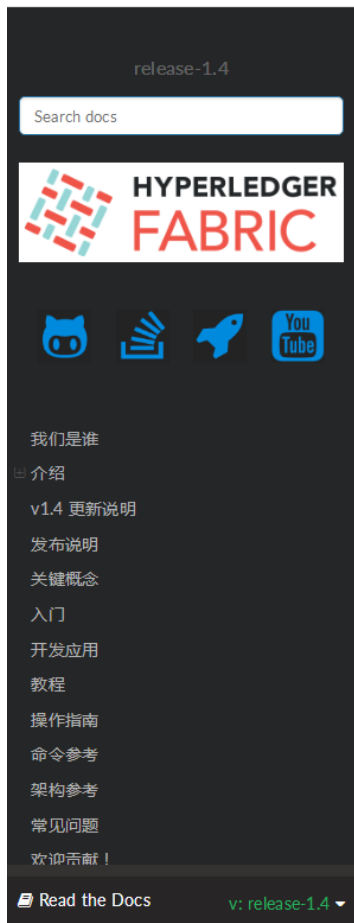 release-1.4
Search docs
HYPERLEDGER
FABRIC
You
Tube
我们是谁
介绍
v1.4 更新说明
发布说明
关键概念
入门
开发应用
教程
操作指南
命令参考
架构参考
常见问题
欢迎贡献！
Read the Docs
v: release-1.4